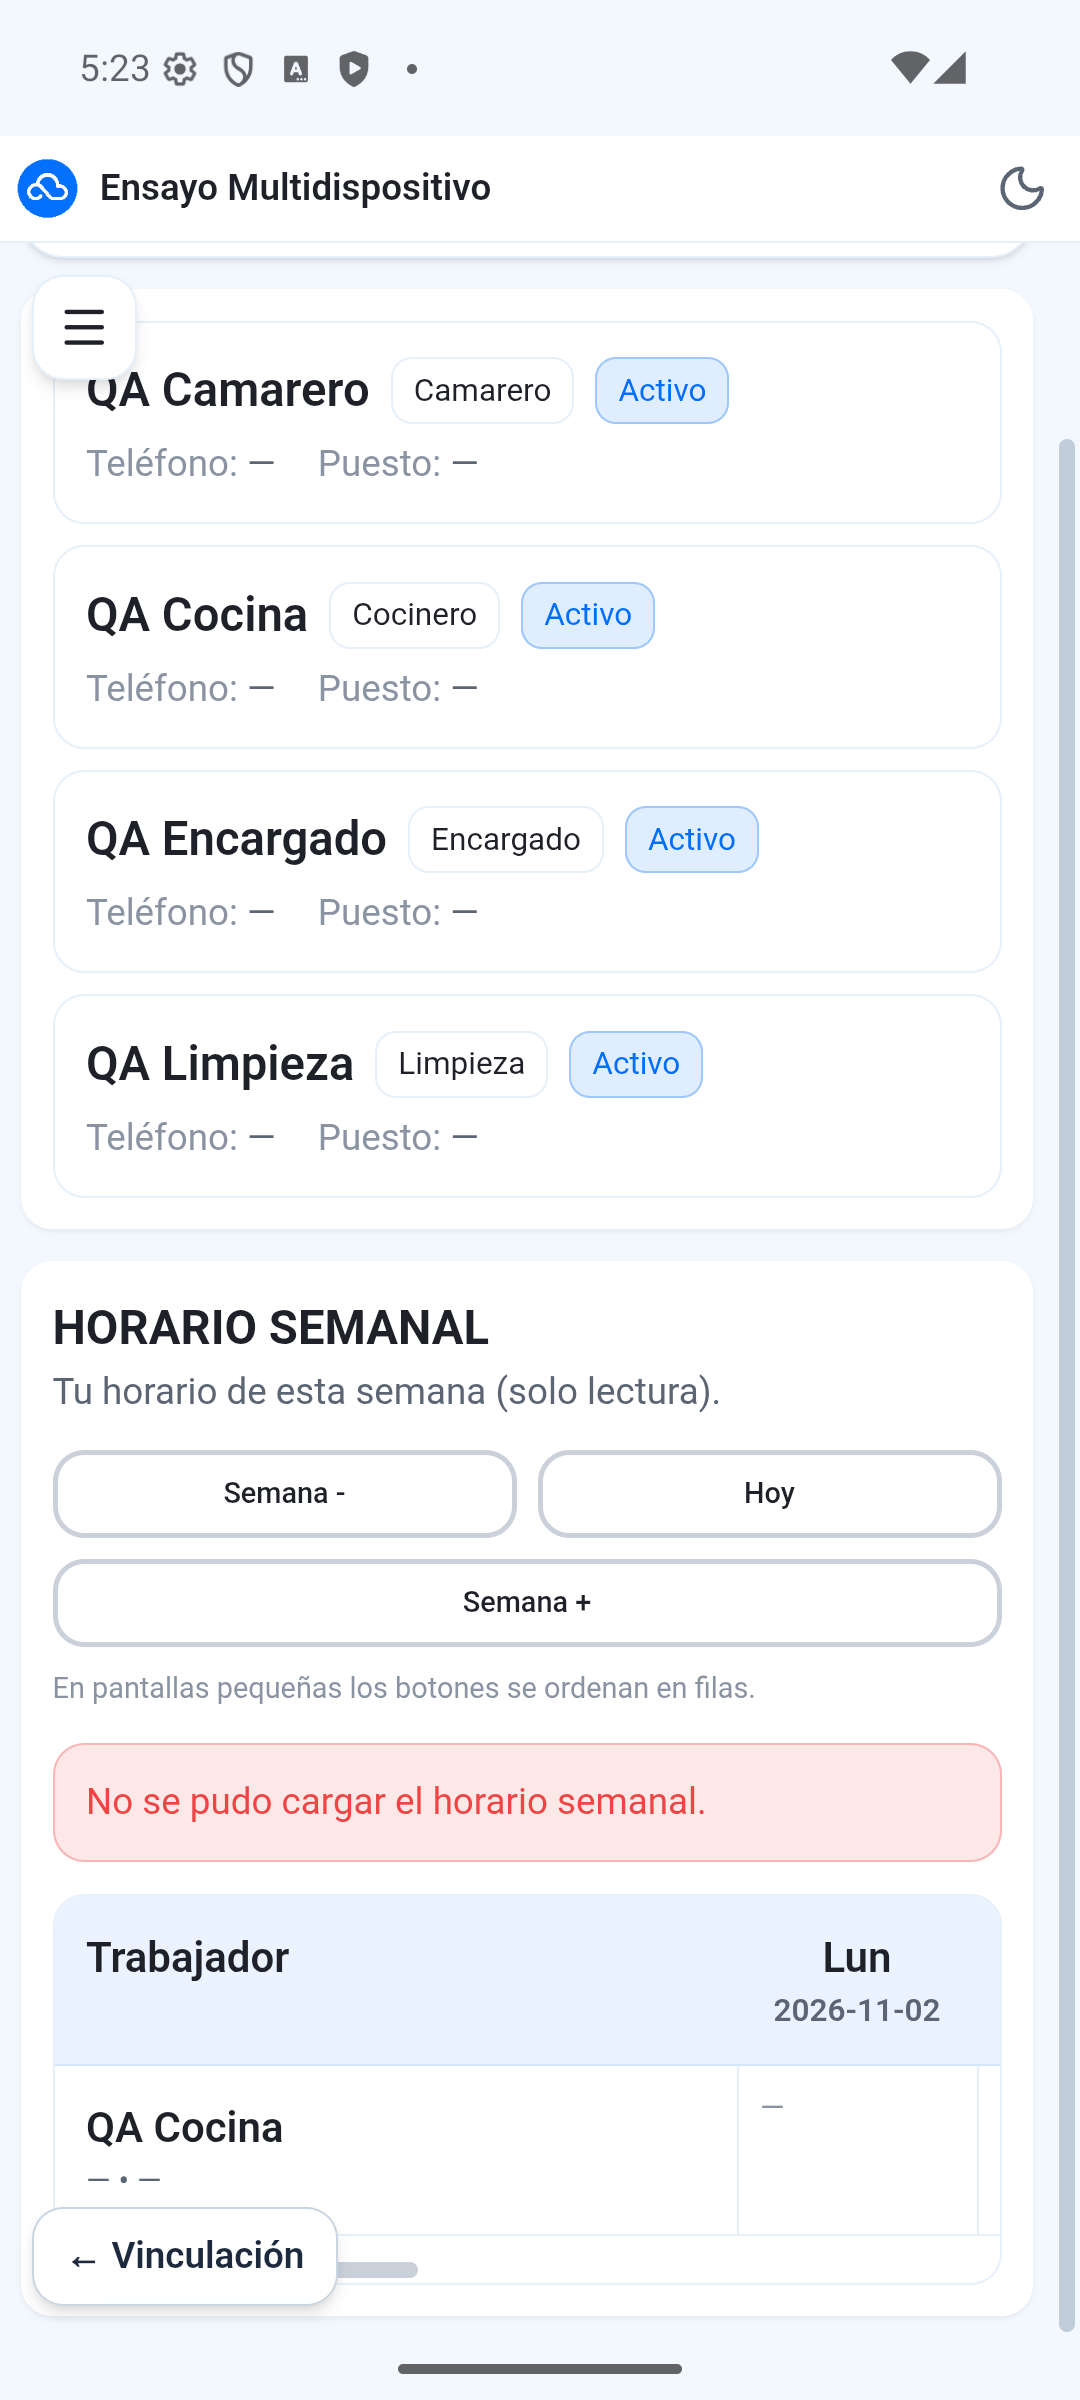 5:23
Ensayo Multidispositivo
QA Camarero Camarero Activo
Teléfono: — Puesto: —
QA Cocina Cocinero Activo
Teléfono: — Puesto: —
QA Encargado Encargado Activo
Teléfono: — Puesto: —
QA Limpieza Limpieza Activo
Teléfono: — Puesto: —
HORARIO SEMANAL
Tu horario de esta semana (solo lectura).
Semana - Hoy
Semana +
En pantallas pequeñas los botones se ordenan en filas.
No se pudo cargar el horario semanal.
Trabajador Lun
2026-11-02
QA Cocina —
— • —
← Vinculación